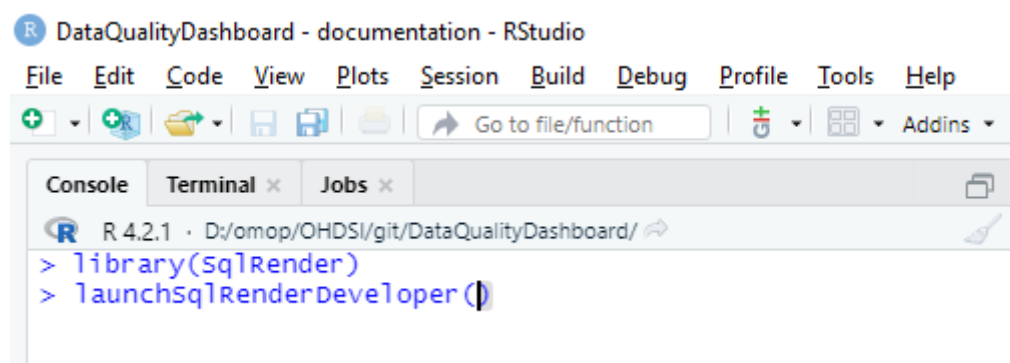 R DataQualityDashboard - documentation - RStudio
File Edit Code View Plots Session Build Debug Profile Tools Help
Go to file/function Addins
Console Terminal Jobs
R R 4.2.1 · D:/omop/OHDSI/git/DataQualityDashboard/
> library(SqlRender)
> launchSqlRenderDeveloper()